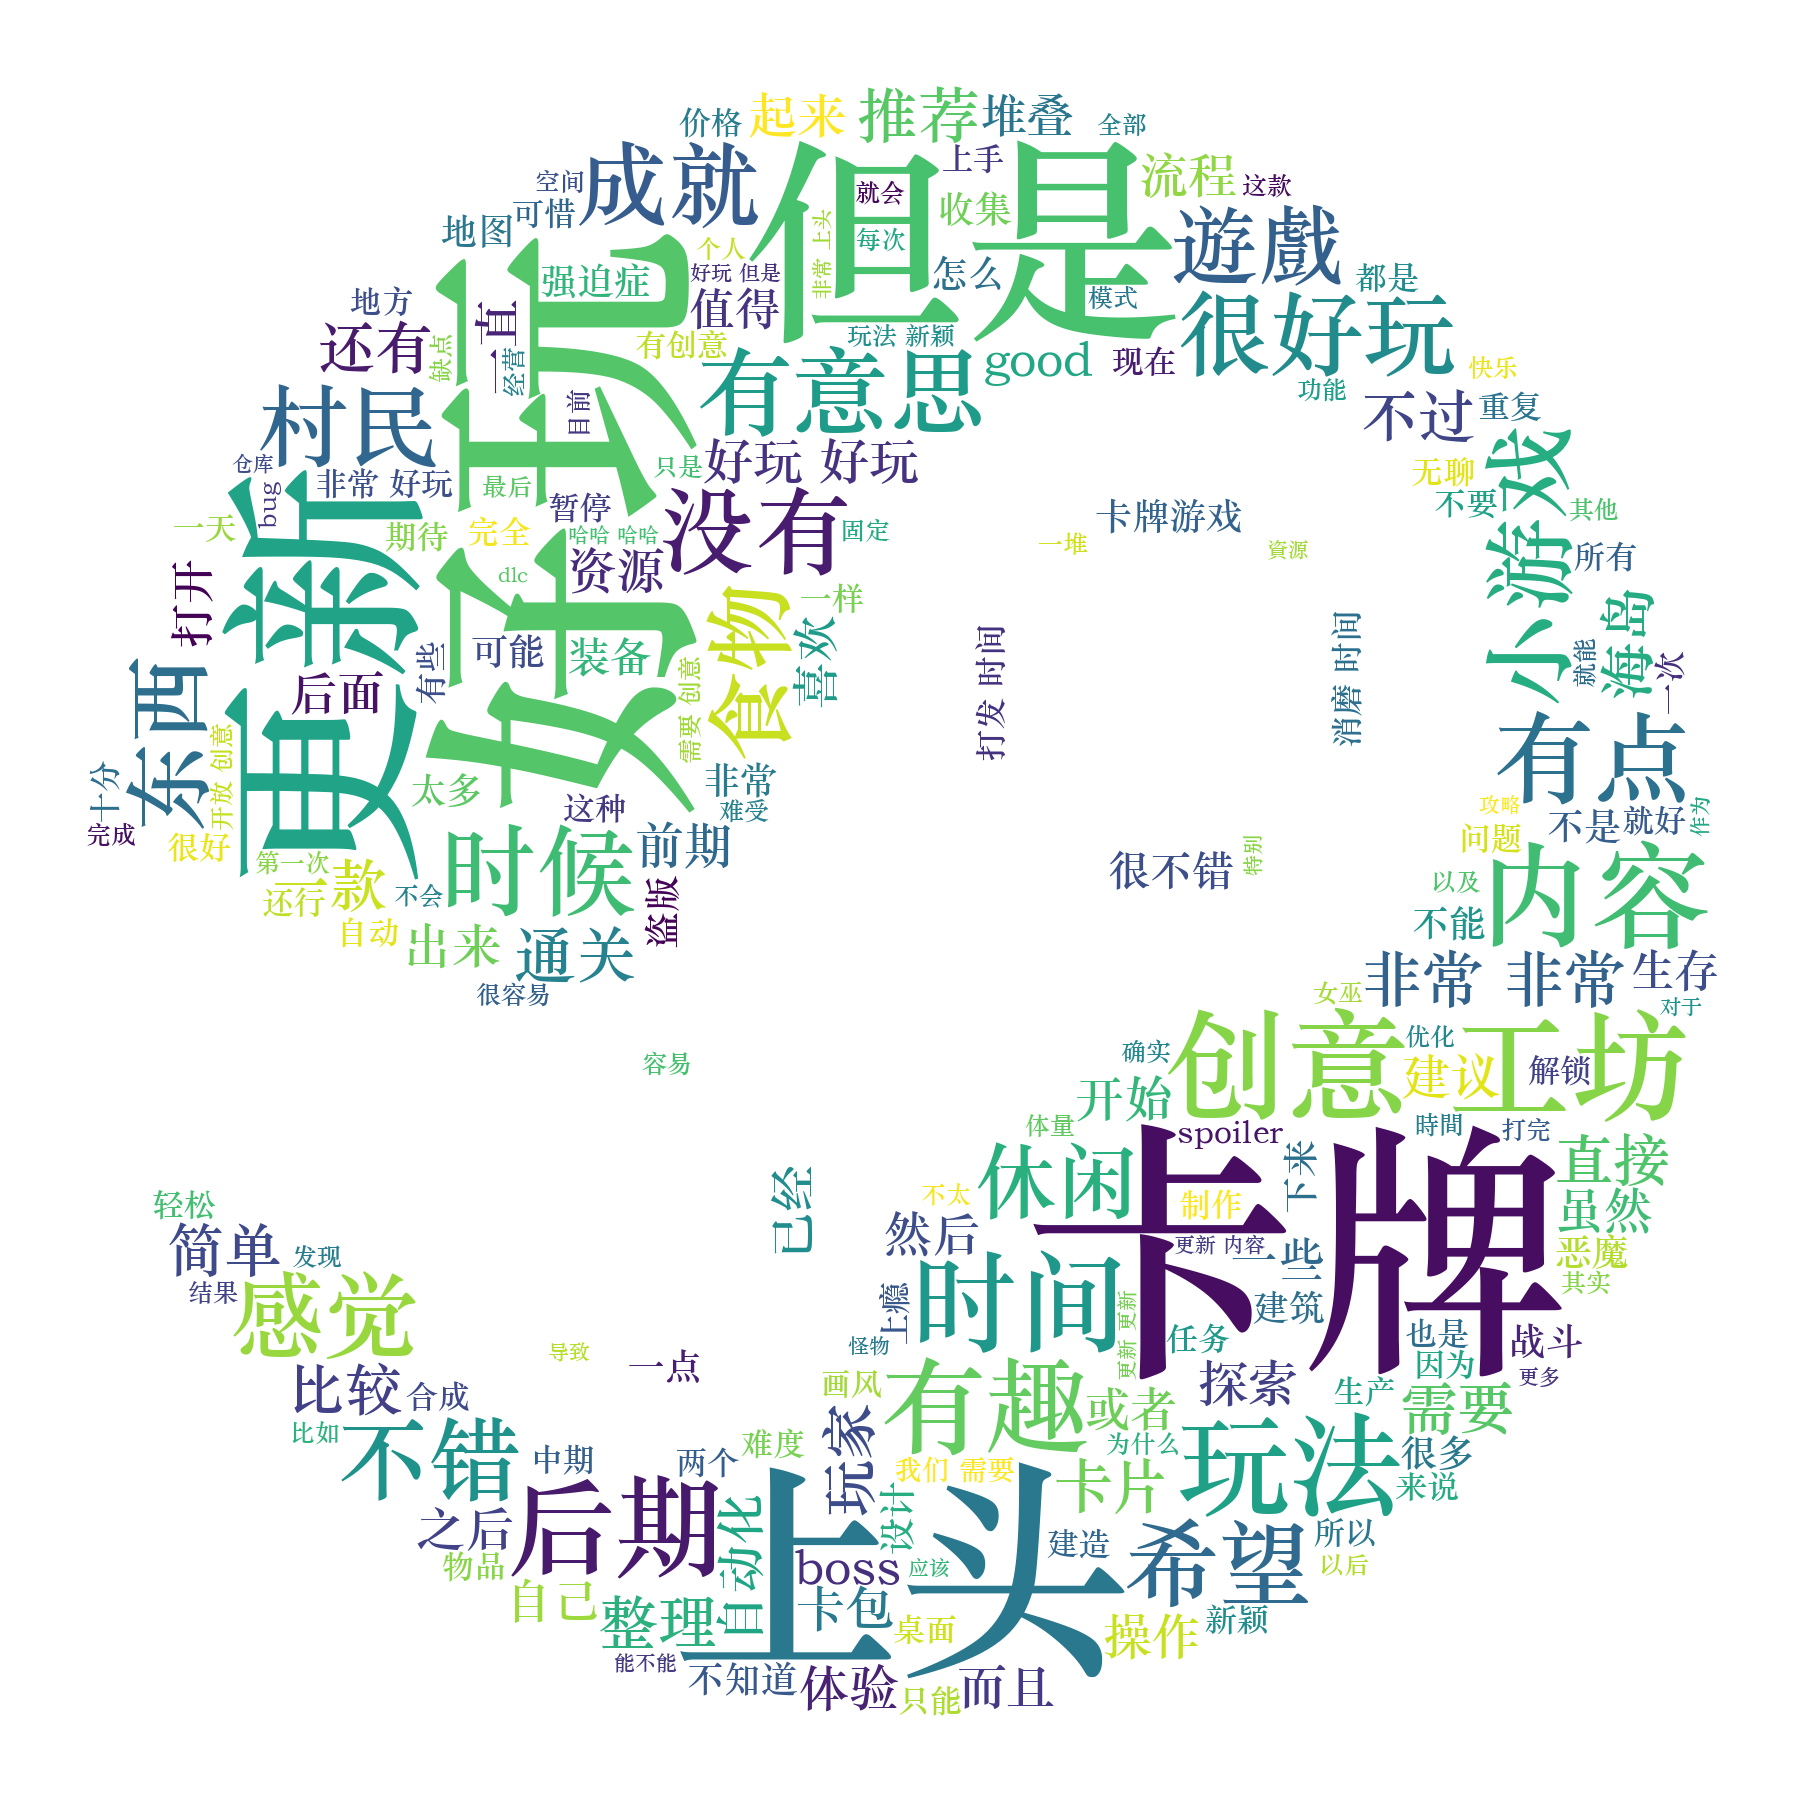 价格
起来
推荐
堆叠
全部
空间
成就
但是
就会
上手
流程
这款
地图
可惜
个人
非常 上头
每次
收集
遊戲
强迫症
好玩 但是
怎么
模式
都是
地方
还有
缺点
一直
经营
值得
有创意
玩法 新颖
good
现在
很好玩
快乐
功能
村民
目前
好玩
有意思
不过
重复
仓库
bug
非常 好玩
最后
只是
好玩 好玩
无聊
小游戏
不要
其他
一天
更新
期待
完全
暂停
哈哈 哈哈
没有
固定
一堆
卡牌游戏
資源
所有
打开
dlc
资源
食物
一样
喜欢
打发 时间
消磨 时间
海岛
就能
一次
东西
后面
有些
可能
装备
需要 创意
有点
十分
开放 创意
太多
这种
非常
难受
攻略
作为
完成
很好
时候
前期
问题
不是
就好
第一次
还行
一款
不会
盗版
很不错
特别
以及
内容
自动
出来
通关
不能
很容易
非常 非常
生存
女巫
对于
容易
确实
创意工坊
优化
建议
解锁
开始
体量
spoiler
時間
打完
轻松
简单
发现
已经
不太
休闲
制作
下来
卡牌
直接
虽然
结果
感觉
然后
更新 内容
一些
恶魔
其实
上瘾
时间
更新 更新
建筑
导致
一点
怪物
任务
也是
战斗
比较
合成
画风
有趣
或者
探索
因为
更多
生产
需要
比如
不错
中期
两个
难度
玩家
我们 需要
为什么
卡片
玩法
很多
来说
之后
后期
自动化
设计
上头
建造
希望
所以
物品
boss
应该
以后
自己
整理
卡包
桌面
操作
新颖
能不能
不知道
体验
只能
而且